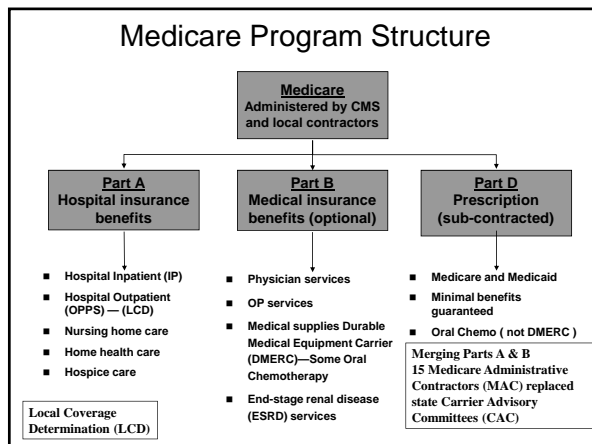 Medicare Program Structure
Medicare
Administered by CMS
and local contractors
Part A
Hospital insurance
benefits
Part B
Medical insurance
benefits (optional)
Part D
Prescription
(sub-contracted)
■ Hospital Inpatient (IP)
■ Hospital Outpatient
(OPPS) — (LCD)
■ Nursing home care
■ Home health care
■ Hospice care
■ Physician services
■ OP services
■ Medical supplies Durable
Medical Equipment Carrier
(DMERC)—Some Oral
Chemotherapy
■ End-stage renal disease
(ESRD) services
■ Medicare and Medicaid
■ Minimal benefits
guaranteed
■ Oral Chemo ( not DMERC )
Merging Parts A & B
15 Medicare Administrative
Contractors (MAC) replaced
state Carrier Advisory
Committees (CAC)
Local Coverage
Determination (LCD)